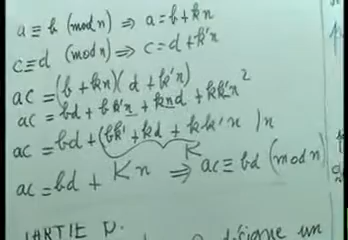 a ≡ b (mod n) ⇒ a = b + kn
c ≡ d (mod n) ⇒ c = d + k'n
ac = (b + kn)(d + k'n)
ac = bd + bk'n + knd + kk'n²
ac = bd + (bk' + kd + kk'n)n
K
ac = bd + Kn ⇒ ac ≡ bd (mod n)
PARTIE
un